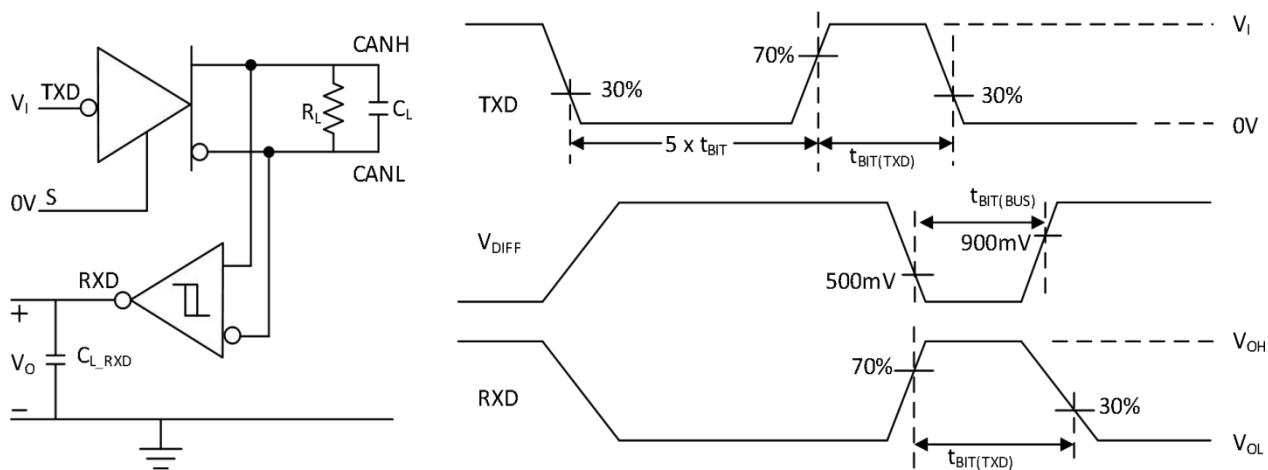 CANH
TXD
V_I
R_L
C_L
CANL
0V S
RXD
+
V_O
C_L_RXD
−
TXD
30%
70%
30%
V_I
0V
5 x t_BIT
t_BIT(TXD)
V_DIFF
t_BIT(BUS)
900mV
500mV
RXD
70%
30%
V_OH
V_OL
t_BIT(TXD)